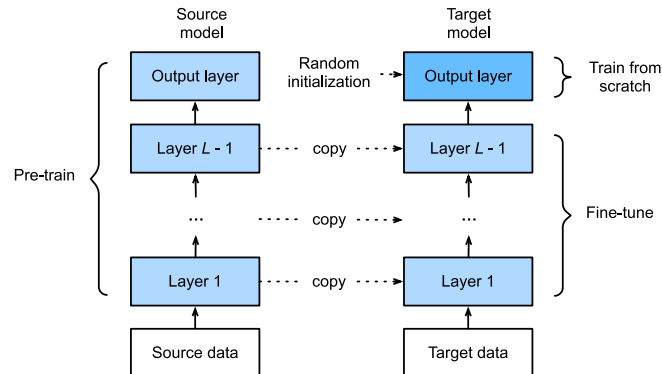 Source
model
Target
model
Output layer
Random
initialization
Output layer
Train from
scratch
Layer L - 1
copy
Layer L - 1
Pre-train
...
copy
...
Fine-tune
Layer 1
copy
Layer 1
Source data
Target data